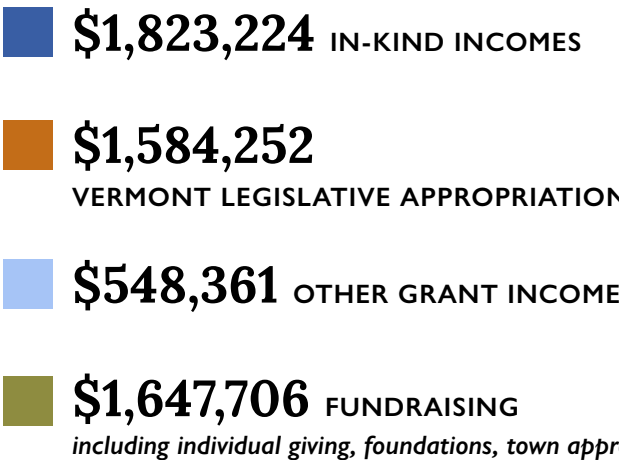 $1,823,224 IN-KIND INCOMES
$1,584,252
VERMONT LEGISLATIVE
$548,361 OTHER GRANT INCOME
$1,647,706 FUNDRAISING
including individual giving, foundations, town